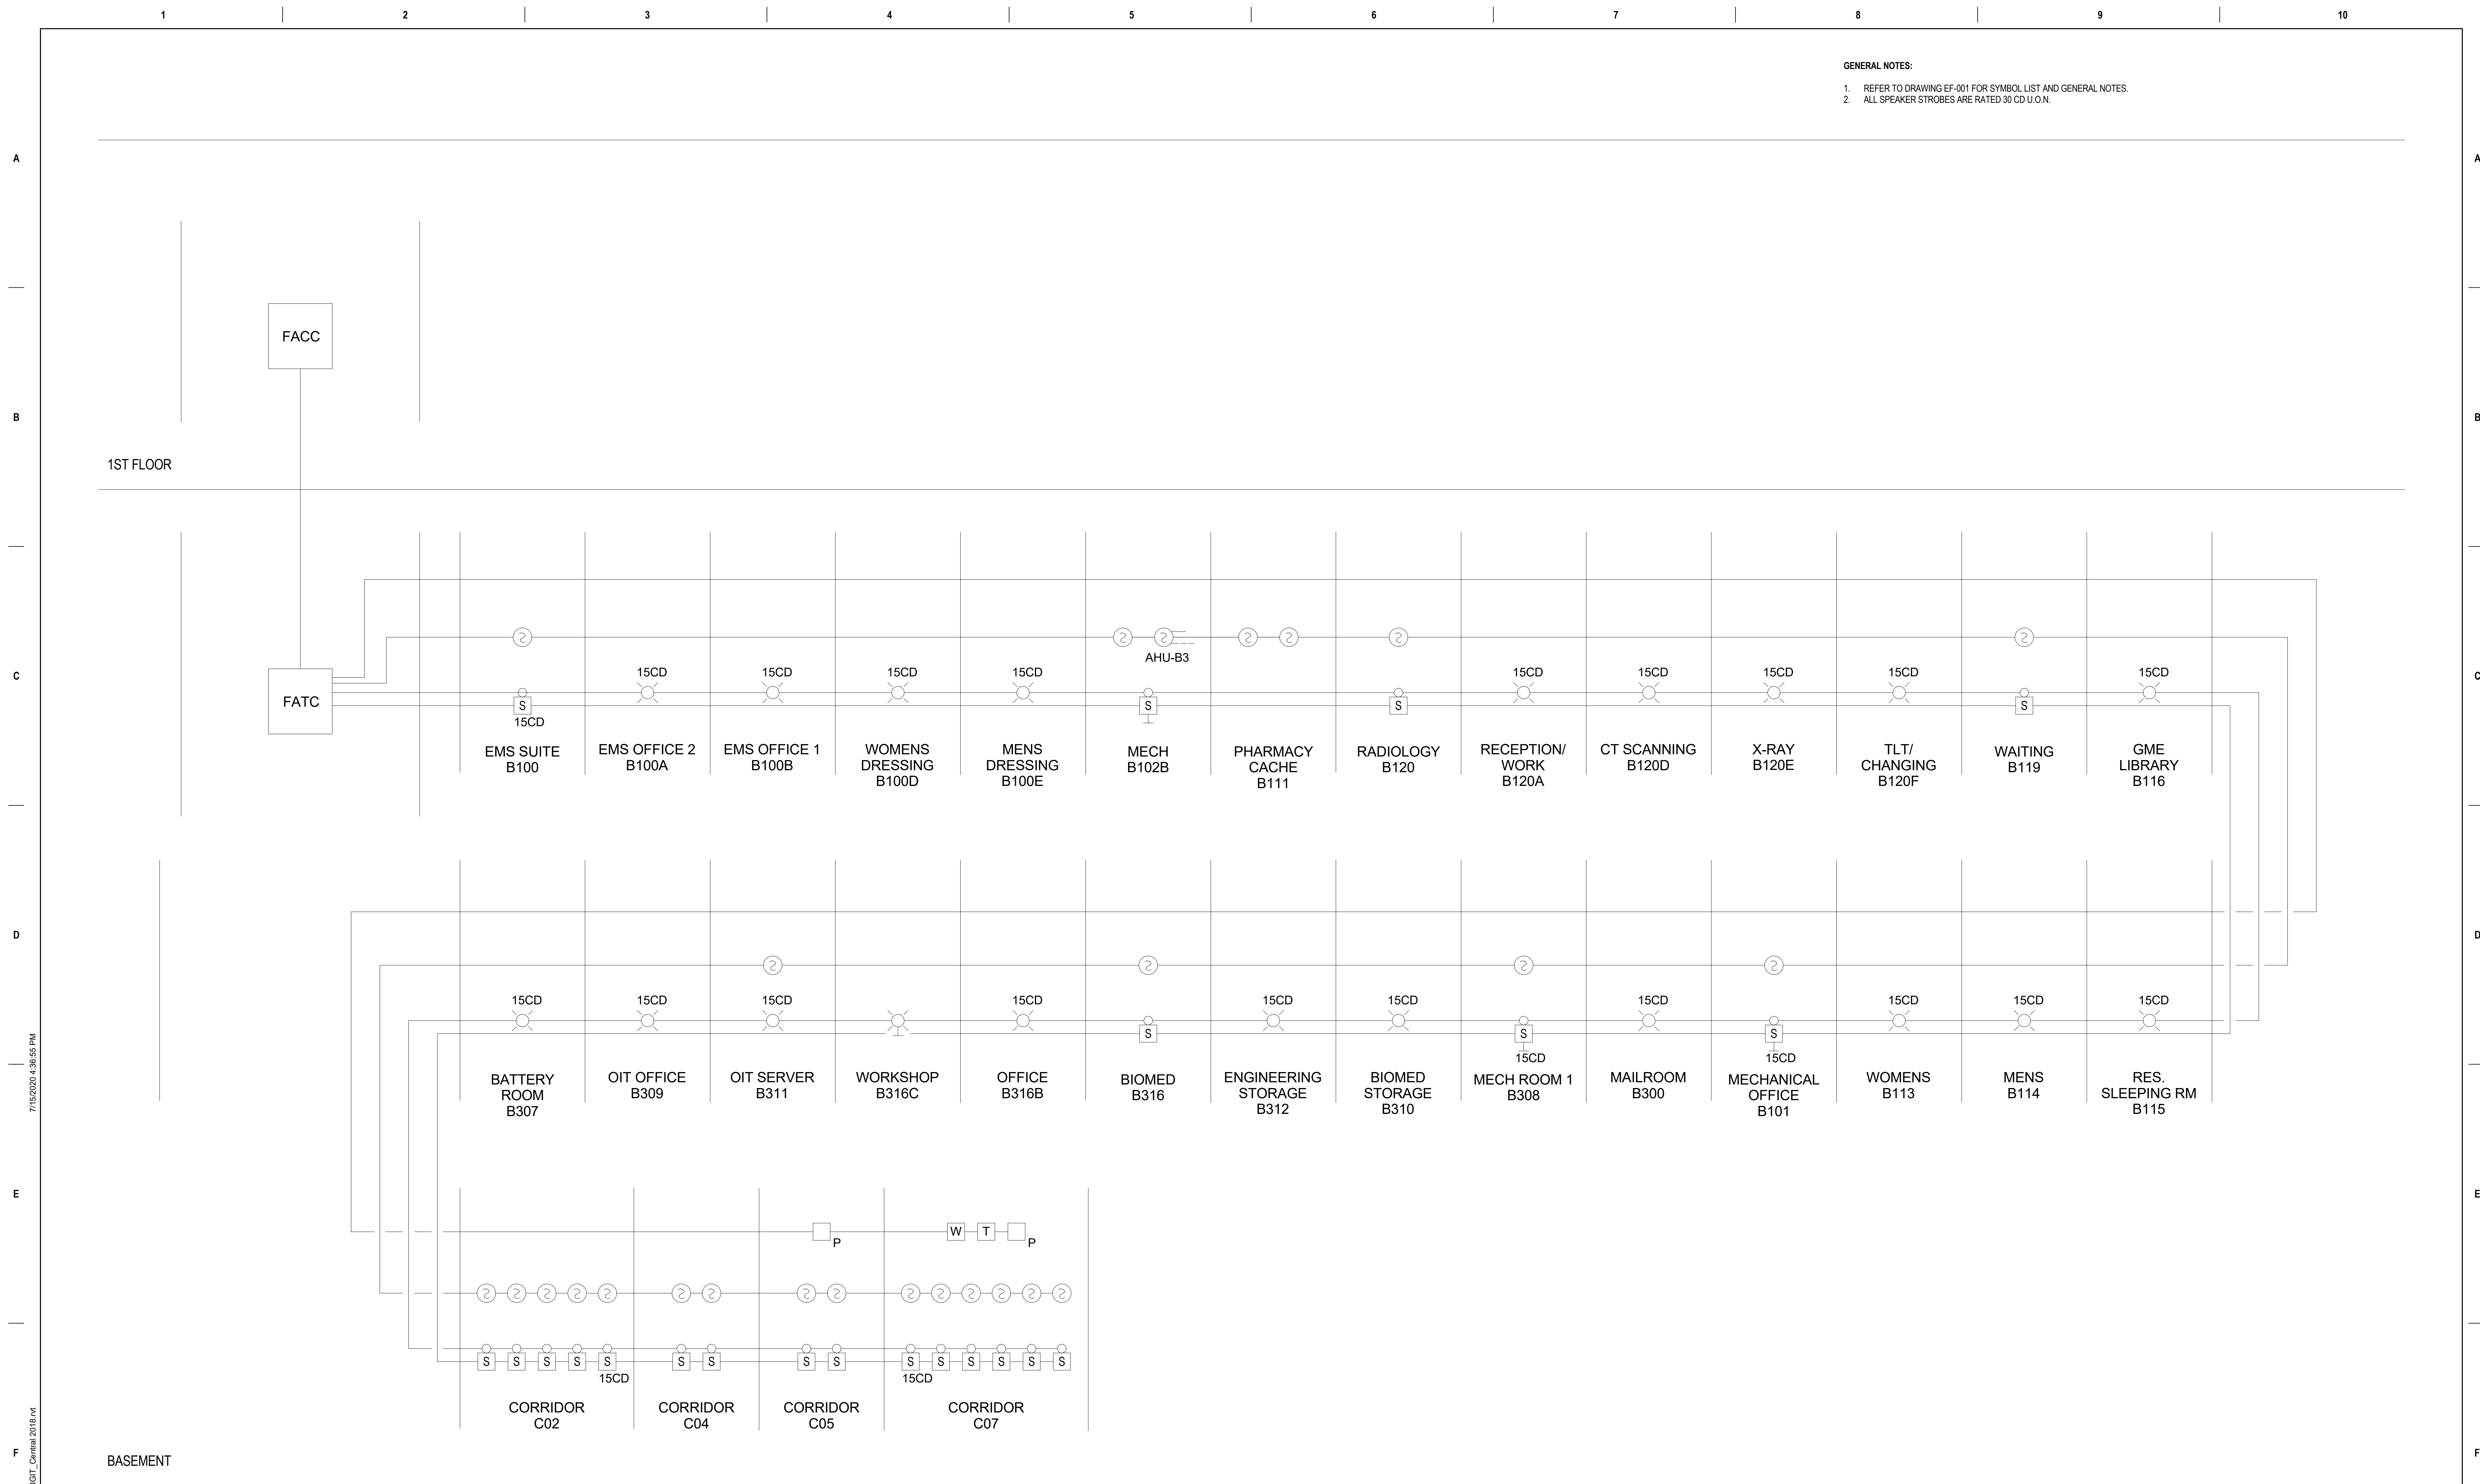 1 2 3 4 5 6 7 8 9 10
GENERAL NOTES:
1. REFER TO DRAWING EF-001 FOR SYMBOL LIST AND GENERAL NOTES.
2. ALL SPEAKER STROBES ARE RATED 30 CD U.O.N.
A A
FACC
B B
1ST FLOOR
AHU-B3
15CD 15CD 15CD 15CD 15CD 15CD 15CD 15CD 15CD
C C
FATC
S S S S
15CD
EMS SUITE
B100
EMS OFFICE 2
B100A
EMS OFFICE 1
B100B
WOMENS
DRESSING
B100D
MENS
DRESSING
B100E
MECH
B102B
PHARMACY
CACHE
B111
RADIOLOGY
B120
RECEPTION/
WORK
B120A
CT SCANNING
B120D
X-RAY
B120E
TLT/
CHANGING
B120F
WAITING
B119
GME
LIBRARY
B116
D D
15CD 15CD 15CD 15CD 15CD 15CD 15CD 15CD 15CD 15CD
S S S
15CD 15CD
BATTERY
ROOM
B307
OIT OFFICE
B309
OIT SERVER
B311
WORKSHOP
B316C
OFFICE
B316B
BIOMED
B316
ENGINEERING
STORAGE
B312
BIOMED
STORAGE
B310
MECH ROOM 1
B308
MAILROOM
B300
MECHANICAL
OFFICE
B101
WOMENS
B113
MENS
B114
RES.
SLEEPING RM
B115
7/15/2020 4:36:55 PM
E E
W T
P P
S S S S S S S S S S S S S S S
15CD 15CD
CORRIDOR
C02
CORRIDOR
C04
CORRIDOR
C05
CORRIDOR
C07
F F
BASEMENT
GIT_Central 2018.rvt